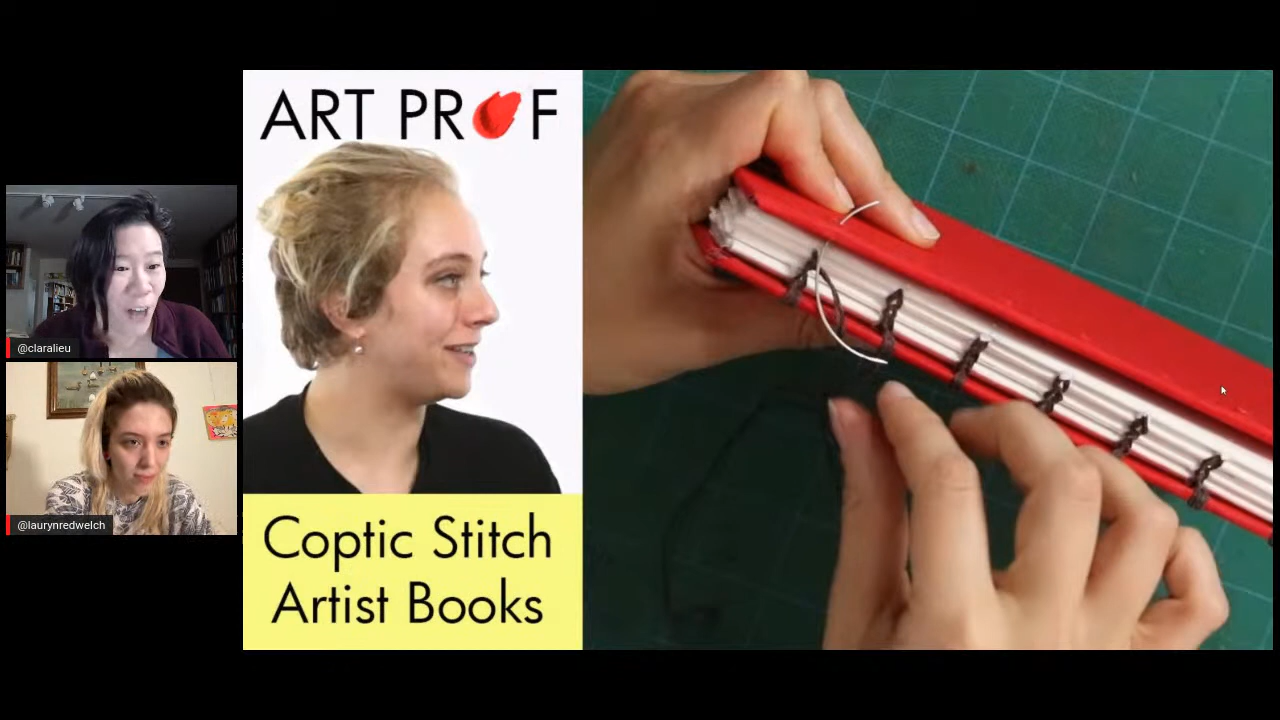 ART PROF
@claralieu
@laurynredwelch
Coptic Stitch
Artist Books